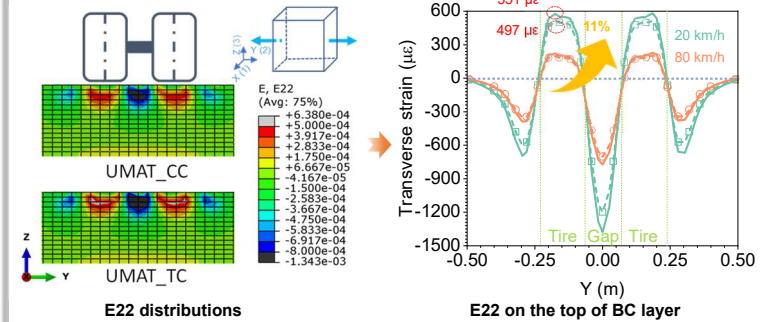 Z (3)
Y (2)
X (1)
E, E22
(Avg: 75%)
+6.380e-04
+5.000e-04
+3.917e-04
+2.833e-04
+1.750e-04
+6.667e-05
-4.167e-05
-1.500e-04
-2.583e-04
-3.667e-04
-4.750e-04
-5.833e-04
-6.917e-04
-8.000e-04
-1.343e-03
UMAT_CC
UMAT_TC
Z
X
Y
E22 distributions
Transverse strain (με)
600
300
0
-300
-600
-900
-1200
-1500
551 με
497 με
11%
20 km/h
80 km/h
Tire
Gap
Tire
-0.50
-0.25
0.00
0.25
0.50
Y (m)
E22 on the top of BC layer